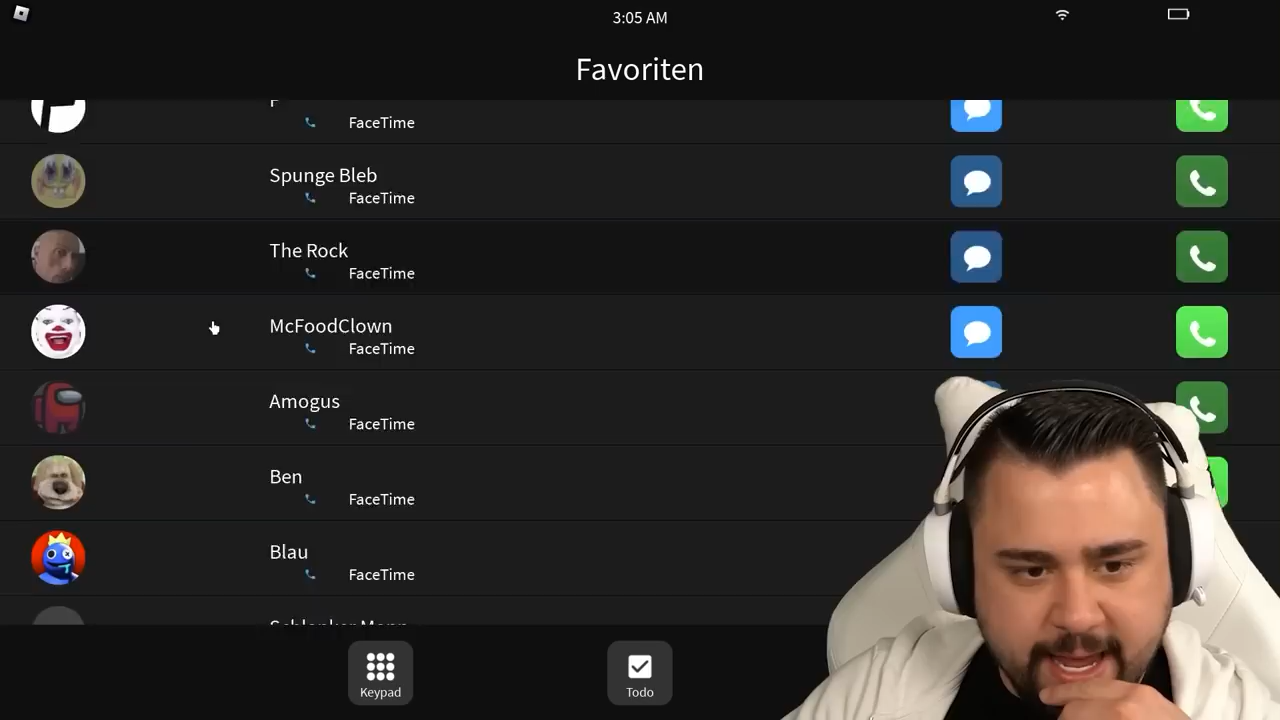 3:05 AM
Favoriten
FaceTime
Spunge Bleb
FaceTime
The Rock
FaceTime
McFoodClown
FaceTime
Amogus
FaceTime
Ben
FaceTime
Blau
FaceTime
Keypad
Todo